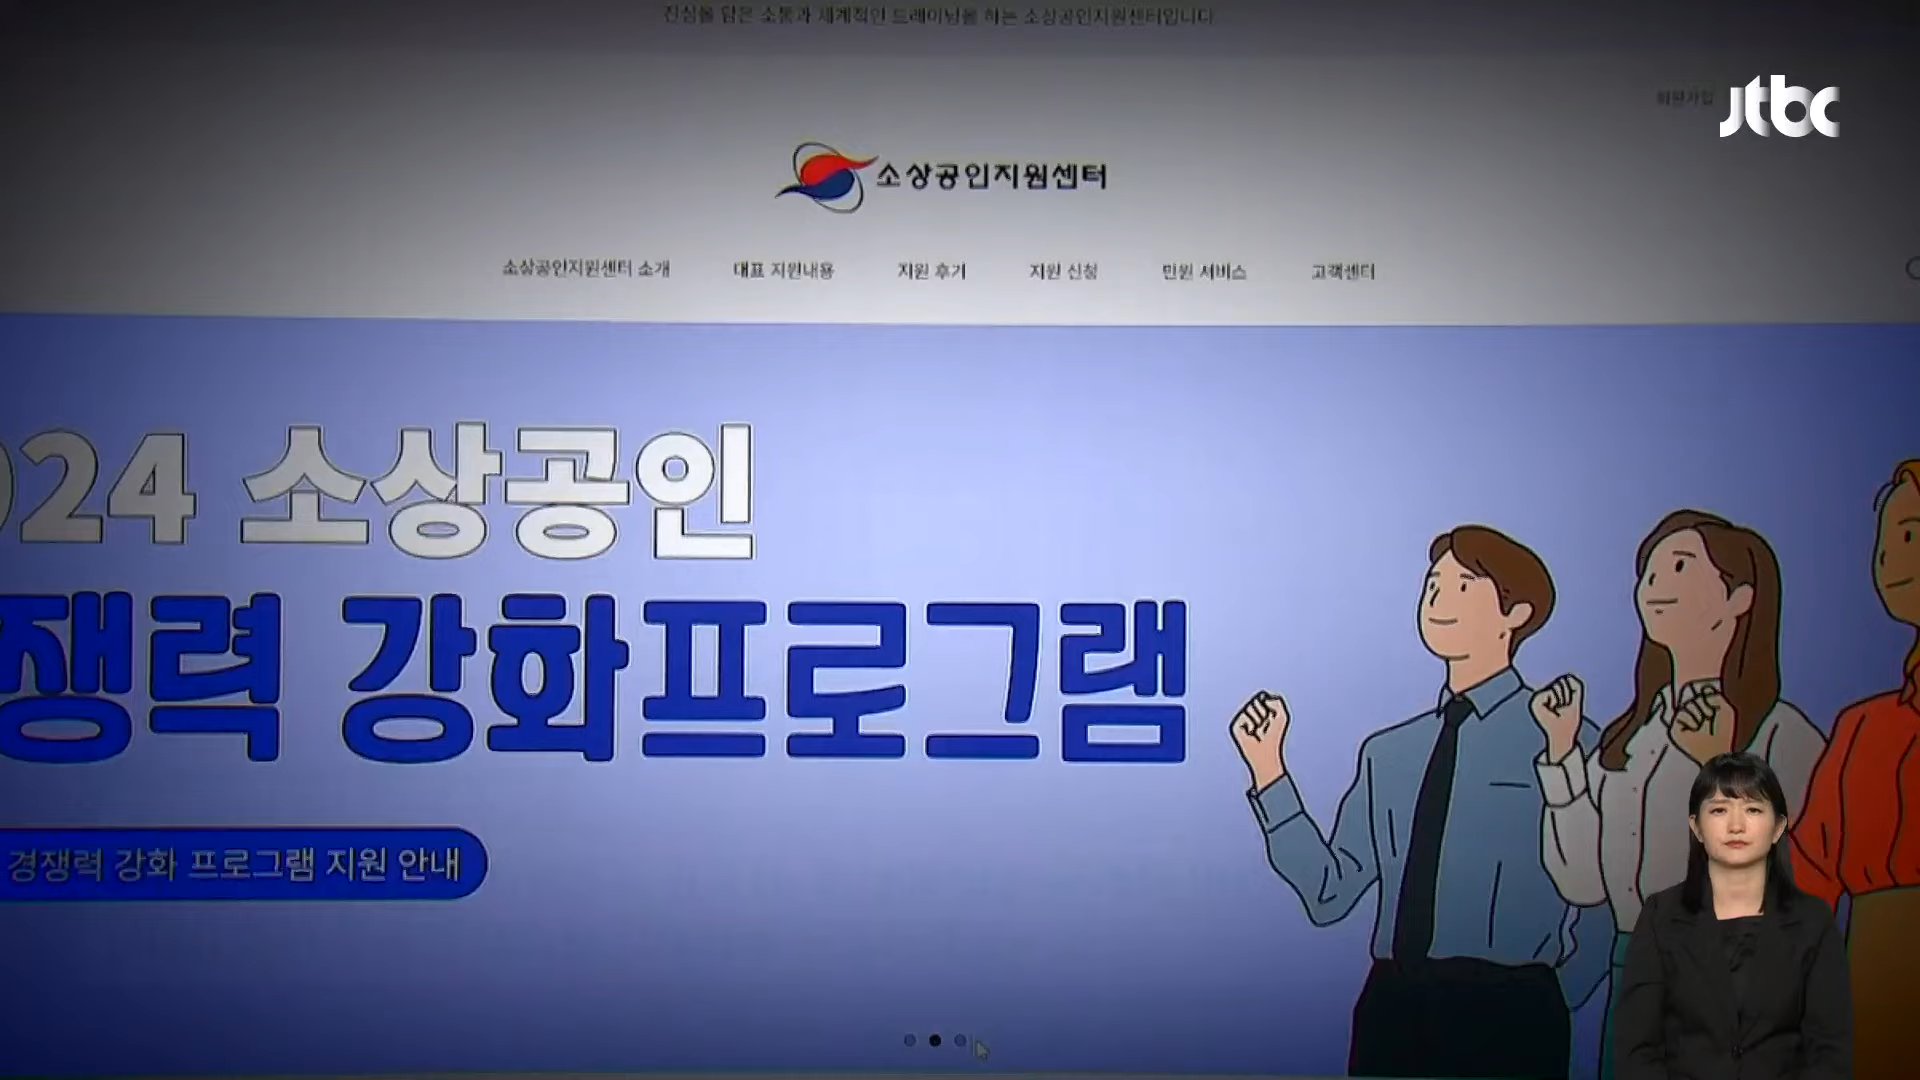 진심을 담은 소통과 세계적인 트레이닝을 하는 소상공인지원센터입니다
회원가입
jtbc
소상공인지원센터
소상공인지원센터 소개 대표 지원내용 지원 후기 지원 신청 민원 서비스 고객센터
024 소상공인
쟁력 강화프로그램
경쟁력 강화 프로그램 지원 안내